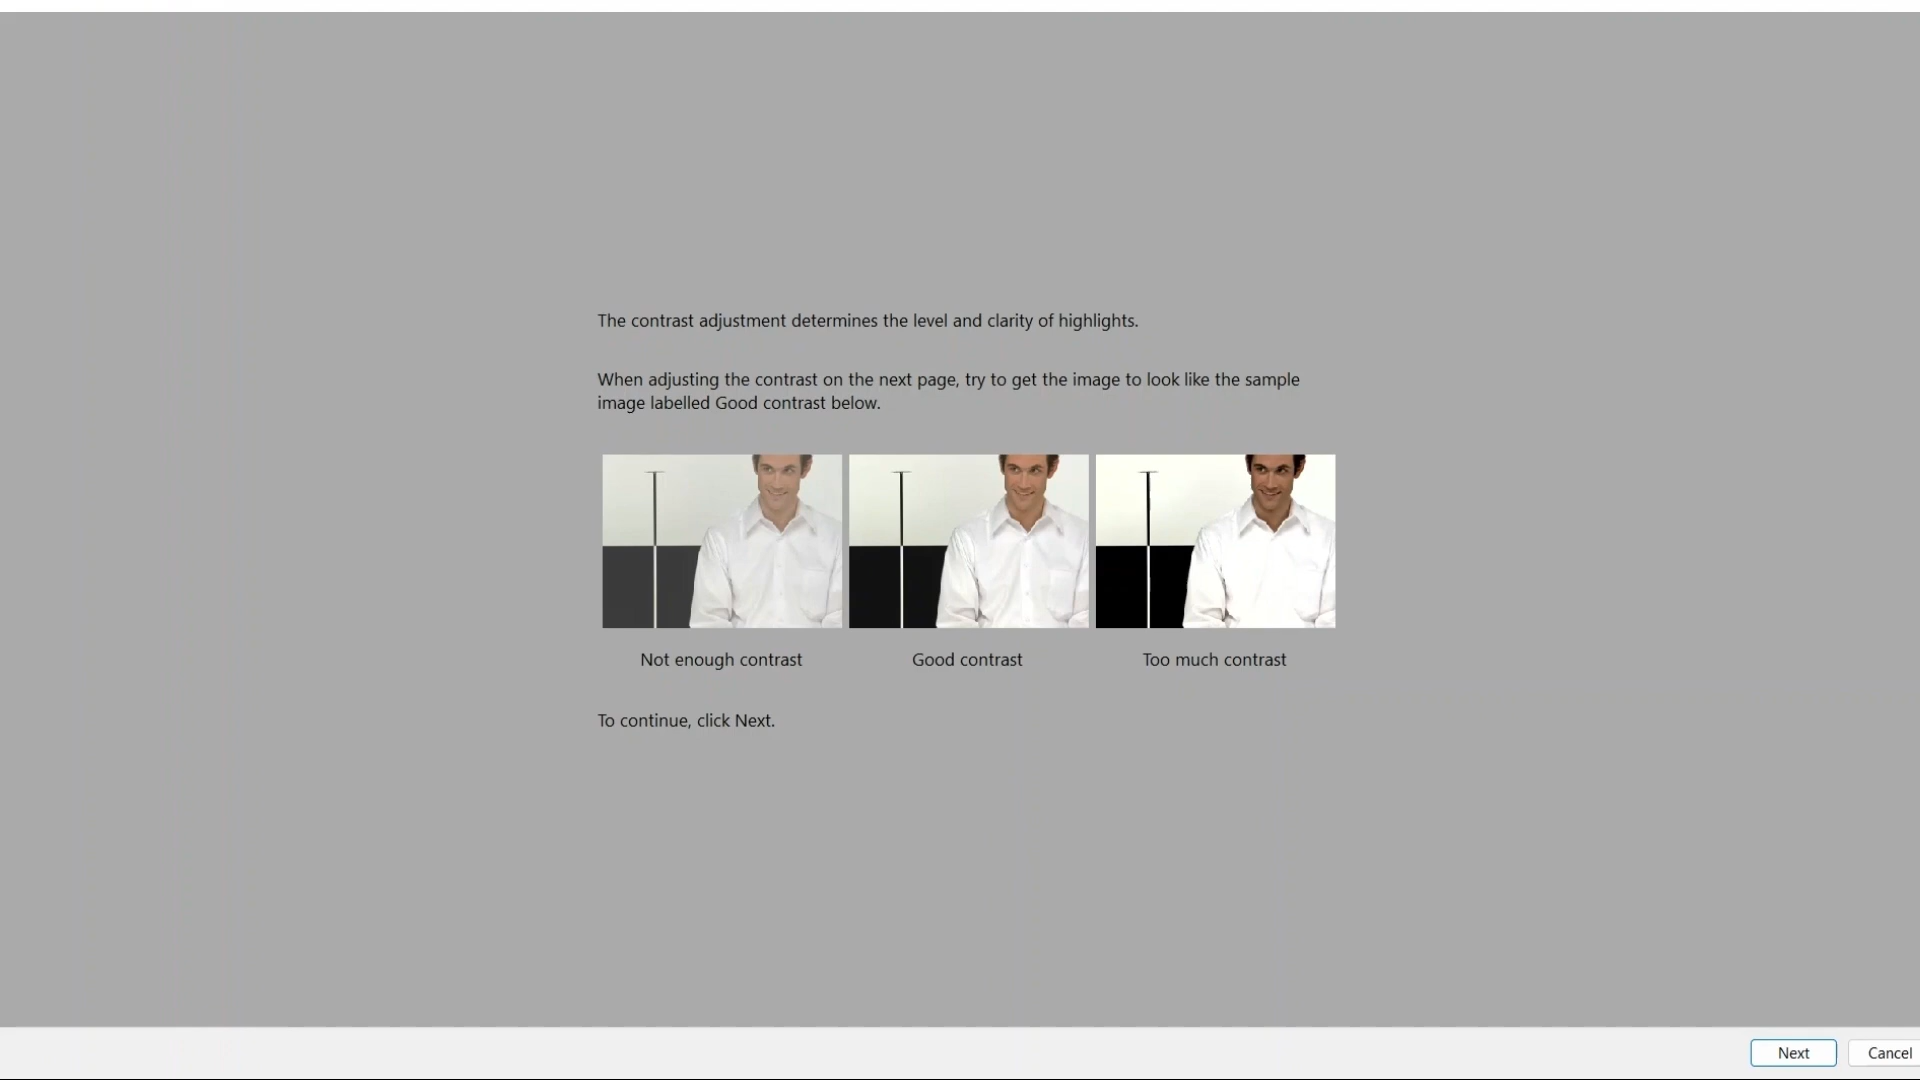 The contrast adjustment determines the level and clarity of highlights.
When adjusting the contrast on the next page, try to get the image to look like the sample
image labelled Good contrast below.
Not enough contrast
Good contrast
Too much contrast
To continue, click Next.
Next
Cancel